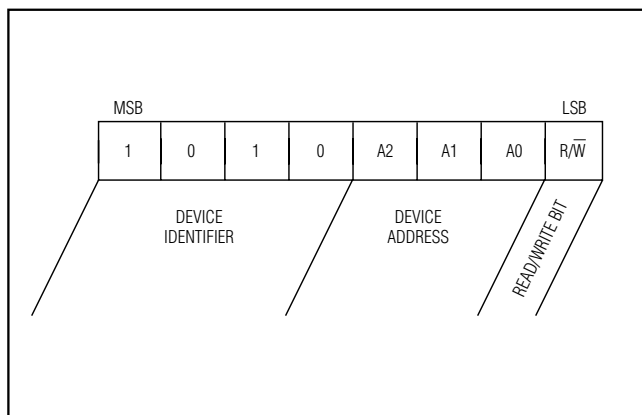 MSB LSB
1 0 1 0 A2 A1 A0 R/W̅
DEVICE IDENTIFIER
DEVICE ADDRESS
READ/WRITE BIT